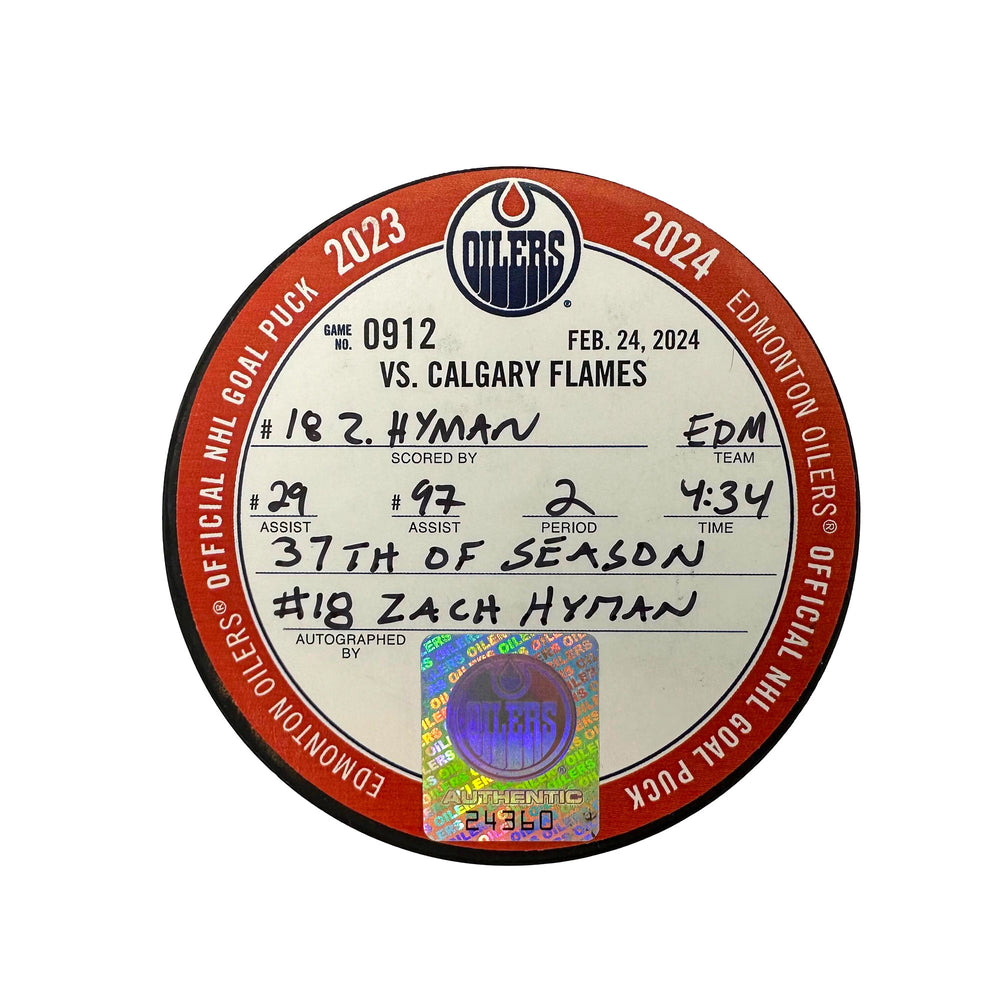 OILERS®
2023
2024
EDMONTON OILERS® OFFICIAL NHL GOAL PUCK
EDMONTON OILERS® OFFICIAL NHL GOAL PUCK
GAME NO. 0912 FEB. 24, 2024
VS. CALGARY FLAMES
#18 Z. HYMAN EDM
SCORED BY TEAM
#29 #97 2 4:34
ASSIST ASSIST PERIOD TIME
37TH OF SEASON
#18 ZACH HYMAN
AUTOGRAPHED BY
OILERS®
AUTHENTIC
24360